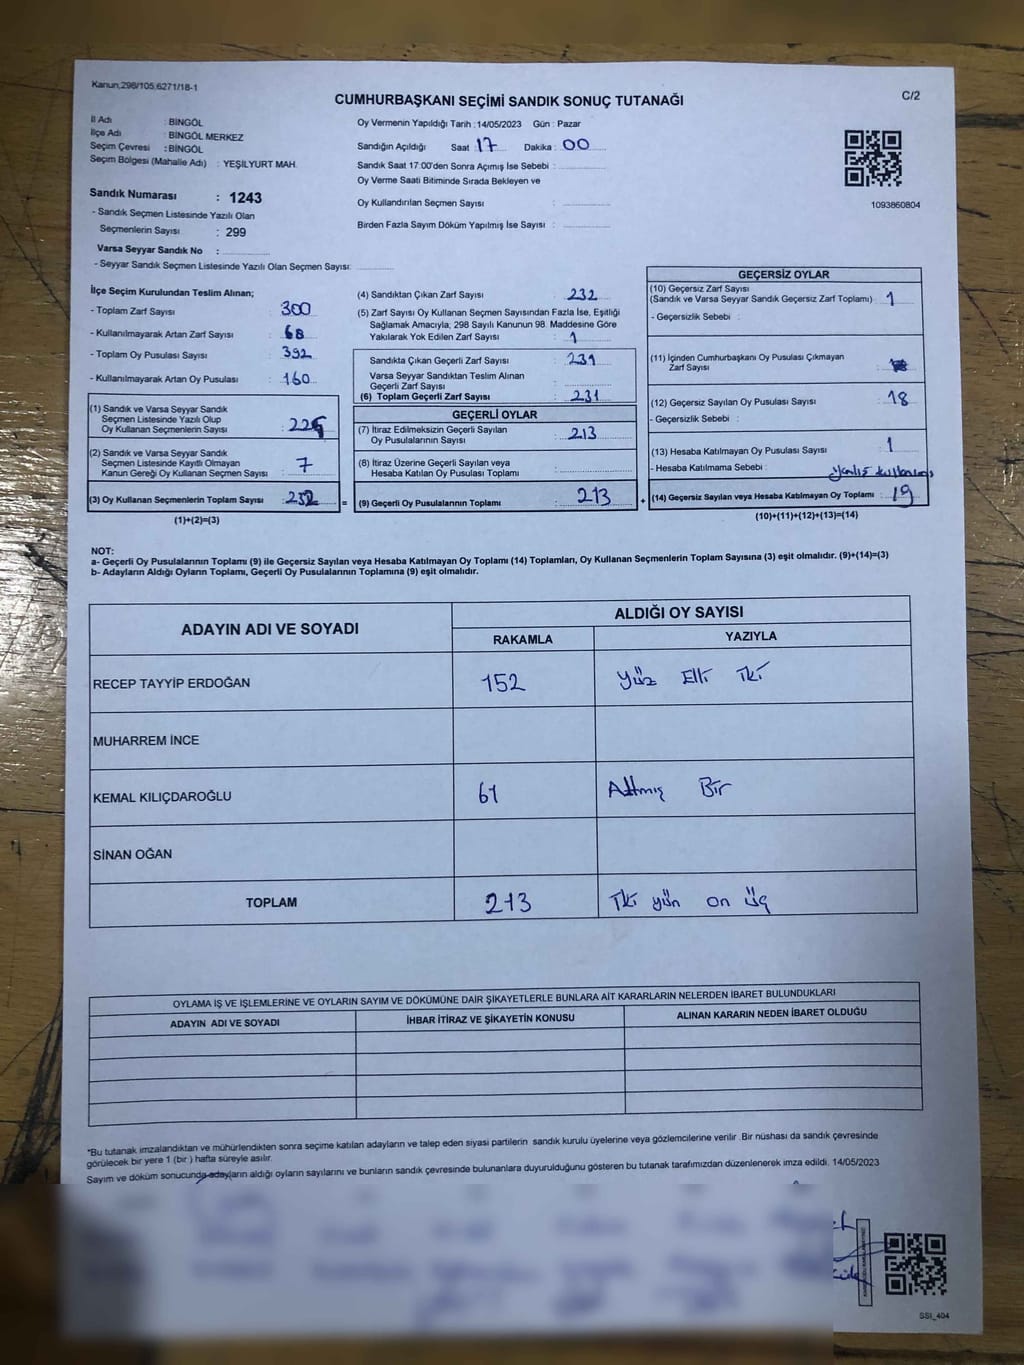 Kanun,298/105,6271/18-1
C/2
CUMHURBAŞKANI SEÇİMİ SANDIK SONUÇ TUTANAĞI
İl Adı : BİNGÖL
İlçe Adı : BİNGÖL MERKEZ
Seçim Çevresi : BİNGÖL
Seçim Bölgesi (Mahalle Adı) : YEŞİLYURT MAH.
Sandık Numarası : 1243
- Sandık Seçmen Listesinde Yazılı Olan
Seçmenlerin Sayısı : 299
Varsa Seyyar Sandık No :
- Seyyar Sandık Seçmen Listesinde Yazılı Olan Seçmen Sayısı:
Oy Vermenin Yapıldığı Tarih : 14/05/2023 Gün : Pazar
Sandığın Açıldığı Saat 17 Dakika : 00
Sandık Saat 17:00'den Sonra Açılmış İse Sebebi :
Oy Verme Saati Bitiminde Sırada Bekleyen ve
Oy Kullandırılan Seçmen Sayısı :
Birden Fazla Sayım Döküm Yapılmış İse Sayısı :
1093860804
İlçe Seçim Kurulundan Teslim Alınan;
- Toplam Zarf Sayısı : 300
- Kullanılmayarak Artan Zarf Sayısı : 68
- Toplam Oy Pusulası Sayısı : 392
- Kullanılmayarak Artan Oy Pusulası : 160
(1) Sandık ve Varsa Seyyar Sandık
Seçmen Listesinde Yazılı Olup
Oy Kullanan Seçmenlerin Sayısı :
(2) Sandık ve Varsa Seyyar Sandık
Seçmen Listesinde Kayıtlı Olmayan
Kanun Gereği Oy Kullanan Seçmen Sayısı : 7
(3) Oy Kullanan Seçmenlerin Toplam Sayısı : 232 =
(1)+(2)=(3)
(4) Sandıktan Çıkan Zarf Sayısı : 232
(5) Zarf Sayısı Oy Kullanan Seçmen Sayısından Fazla İse, Eşitliği
Sağlamak Amacıyla, 298 Sayılı Kanunun 98. Maddesine Göre
Yakılarak Yok Edilen Zarf Sayısı : 1
Sandıkta Çıkan Geçerli Zarf Sayısı : 231
Varsa Seyyar Sandıktan Teslim Alınan
Geçerli Zarf Sayısı :
(6) Toplam Geçerli Zarf Sayısı : 231
GEÇERLİ OYLAR
(7) İtiraz Edilmeksizin Geçerli Sayılan
Oy Pusulalarının Sayısı : 213
(8) İtiraz Üzerine Geçerli Sayılan veya
Hesaba Katılan Oy Pusulası Toplamı :
(9) Geçerli Oy Pusulalarının Toplamı : 213 +
GEÇERSİZ OYLAR
(10) Geçersiz Zarf Sayısı
(Sandık ve Varsa Seyyar Sandık Geçersiz Zarf Toplamı) : 1
- Geçersizlik Sebebi :
(11) İçinden Cumhurbaşkanı Oy Pusulası Çıkmayan
Zarf Sayısı :
(12) Geçersiz Sayılan Oy Pusulası Sayısı : 18
- Geçersizlik Sebebi :
(13) Hesaba Katılmayan Oy Pusulası Sayısı : 1
- Hesaba Katılmama Sebebi : Yanlış kullanış
(14) Geçersiz Sayılan veya Hesaba Katılmayan Oy Toplamı : 19
(10)+(11)+(12)+(13)=(14)
NOT:
a- Geçerli Oy Pusulalarının Toplamı (9) ile Geçersiz Sayılan veya Hesaba Katılmayan Oy Toplamı (14) Toplamları, Oy Kullanan Seçmenlerin Toplam Sayısına (3) eşit olmalıdır. (9)+(14)=(3)
b- Adayların Aldığı Oyların Toplamı, Geçerli Oy Pusulalarının Toplamına (9) eşit olmalıdır.
ADAYIN ADI VE SOYADI
ALDIĞI OY SAYISI
RAKAMLA YAZIYLA
RECEP TAYYİP ERDOĞAN 152 Yüz Elli İki
MUHARREM İNCE
KEMAL KILIÇDAROĞLU 61 Altmış Bir
SİNAN OĞAN
TOPLAM 213 İki yün on üç
OYLAMA İŞ VE İŞLEMLERİNE VE OYLARIN SAYIM VE DÖKÜMÜNE DAİR ŞİKAYETLERLE BUNLARA AİT KARARLARIN NELERDEN İBARET BULUNDUKLARI
ADAYIN ADI VE SOYADI İHBAR İTİRAZ VE ŞİKAYETİN KONUSU ALINAN KARARIN NEDEN İBARET OLDUĞU
*Bu tutanak imzalandıktan ve mühürlendikten sonra seçime katılan adayların ve talep eden siyasi partilerin sandık kurulu üyelerine veya gözlemcilerine verilir .Bir nüshası da sandık çevresinde
görülecek bir yere 1 (bir ) hafta süreyle asılır.
Sayım ve döküm sonucunda adayların aldığı oyların sayılarını ve bunların sandık çevresinde bulunanlara duyurulduğunu gösteren bu tutanak tarafımızdan düzenlenerek imza edildi. 14/05/2023
SSI_404